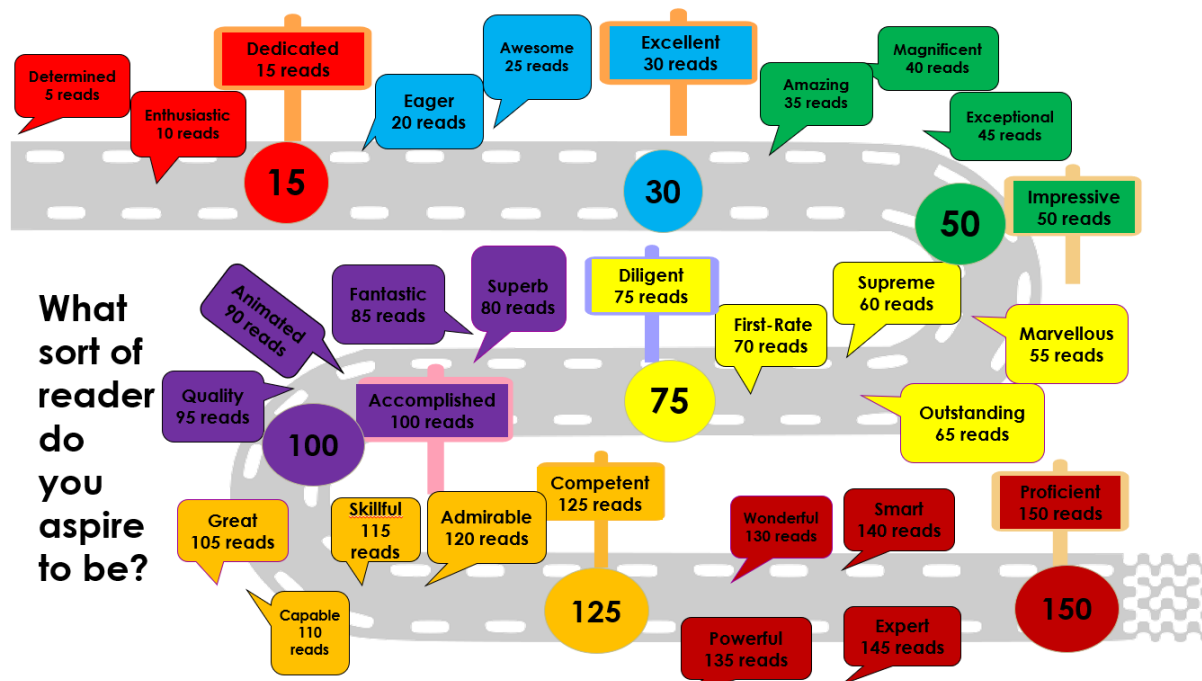 Determined
5 reads
Enthusiastic
10 reads
Dedicated
15 reads
15
Eager
20 reads
Awesome
25 reads
Excellent
30 reads
30
Amazing
35 reads
Magnificent
40 reads
Exceptional
45 reads
Impressive
50 reads
50
Marvellous
55 reads
Supreme
60 reads
Outstanding
65 reads
First-Rate
70 reads
Diligent
75 reads
75
Superb
80 reads
Fantastic
85 reads
Animated
90 reads
Quality
95 reads
Accomplished
100 reads
100
What
sort of
reader
do
you
aspire
to be?
Great
105 reads
Capable
110
reads
Skillful
115
reads
Admirable
120 reads
Competent
125 reads
125
Wonderful
130 reads
Powerful
135 reads
Smart
140 reads
Expert
145 reads
Proficient
150 reads
150